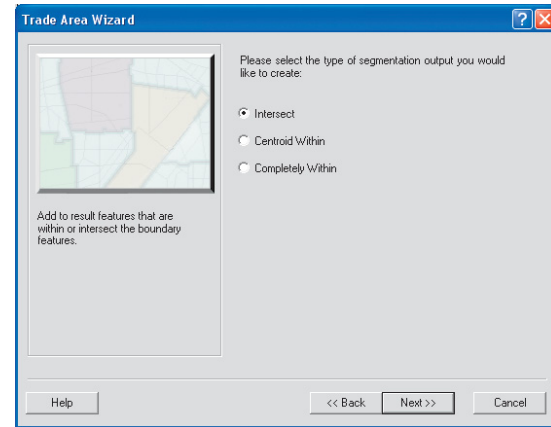 Trade Area Wizard
Please select the type of segmentation output you would
like to create:
Intersect
Centroid Within
Completely Within
Add to result features that are
within or intersect the boundary
features.
Help
<< Back
Next >>
Cancel